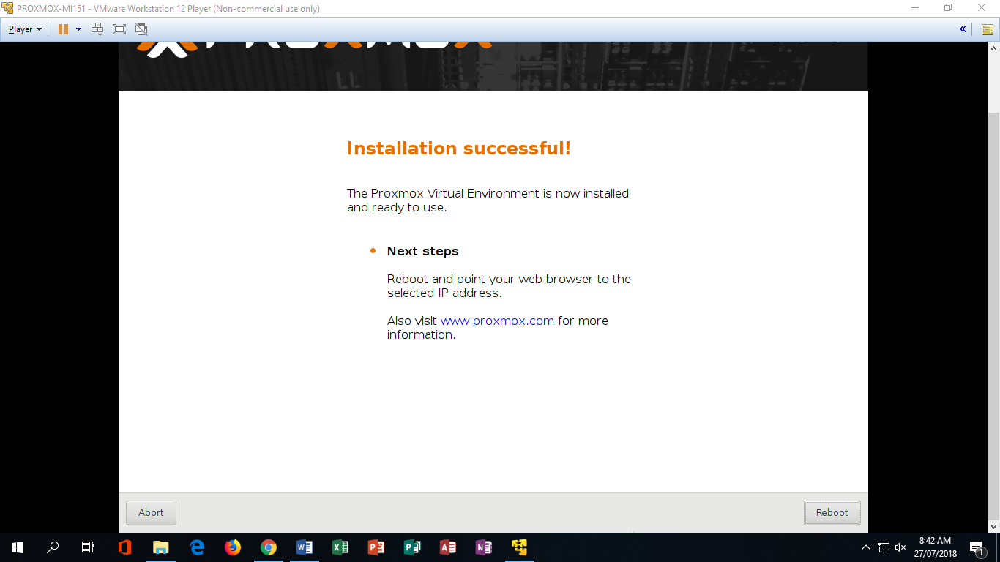 PROXMOX-MI151 - VMware Workstation 12 Player (Non-commercial use only)
Player
PROXMOX
Installation successful!
The Proxmox Virtual Environment is now installed
and ready to use.
Next steps
Reboot and point your web browser to the
selected IP address.
Also visit www.proxmox.com for more
information.
Abort
Reboot
8:42 AM
27/07/2018
1